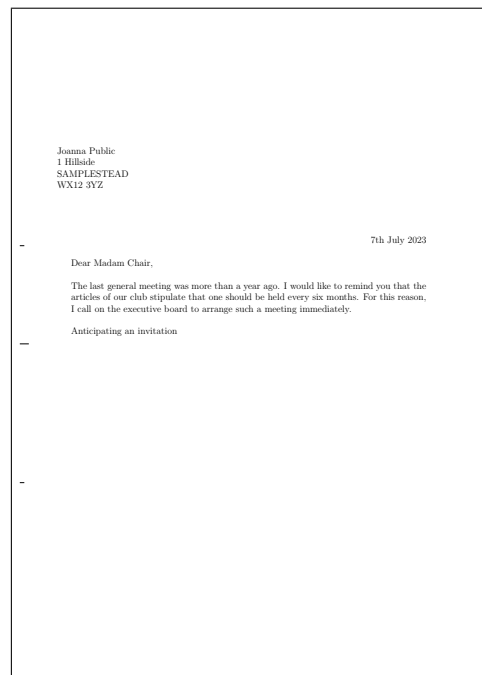 Joanna Public
1 Hillside
SAMPLESTEAD
WX12 3YZ
7th July 2023
Dear Madam Chair,
The last general meeting was more than a year ago. I would like to remind you that the
articles of our club stipulate that one should be held every six months. For this reason,
I call on the executive board to arrange such a meeting immediately.
Anticipating an invitation